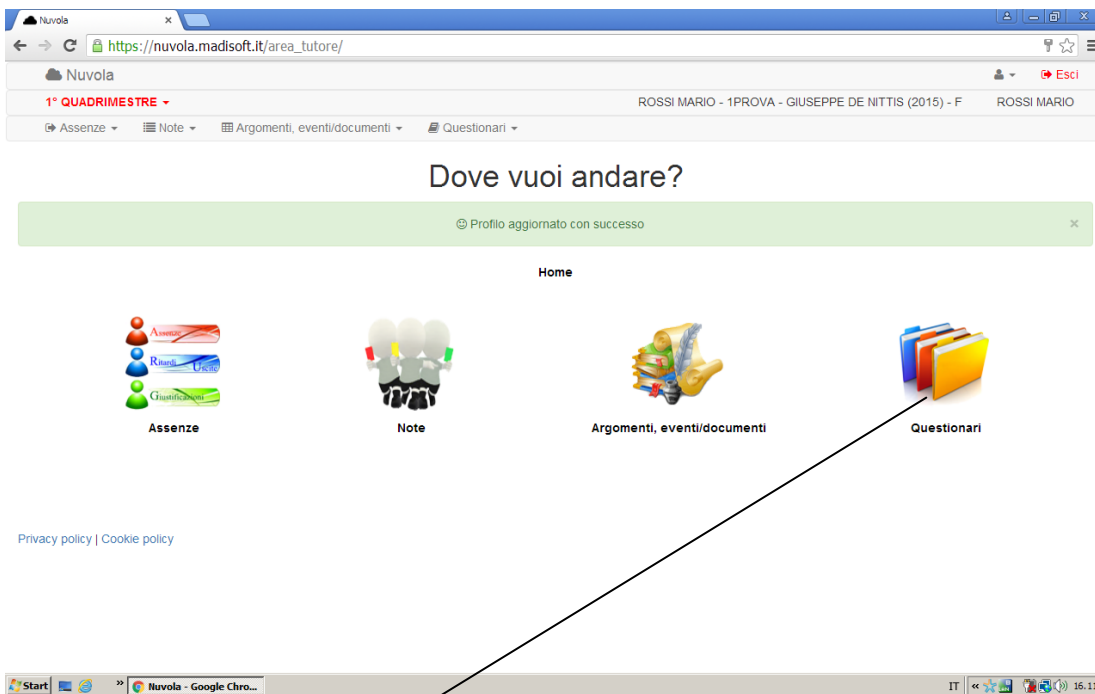 Nuvola
https://nuvola.madisoft.it/area_tutore/
Nuvola
Esci
1° QUADRIMESTRE
ROSSI MARIO - 1PROVA - GIUSEPPE DE NITTIS (2015) - F
ROSSI MARIO
Assenze
Note
Argomenti, eventi/documenti
Questionari
Dove vuoi andare?
Profilo aggiornato con successo
×
Home
Assenze
Ritardi Uscite
Giustificazioni
Assenze
Note
Argomenti, eventi/documenti
Questionari
Privacy policy | Cookie policy
Start
»
Nuvola - Google Chro...
IT
«
16.11